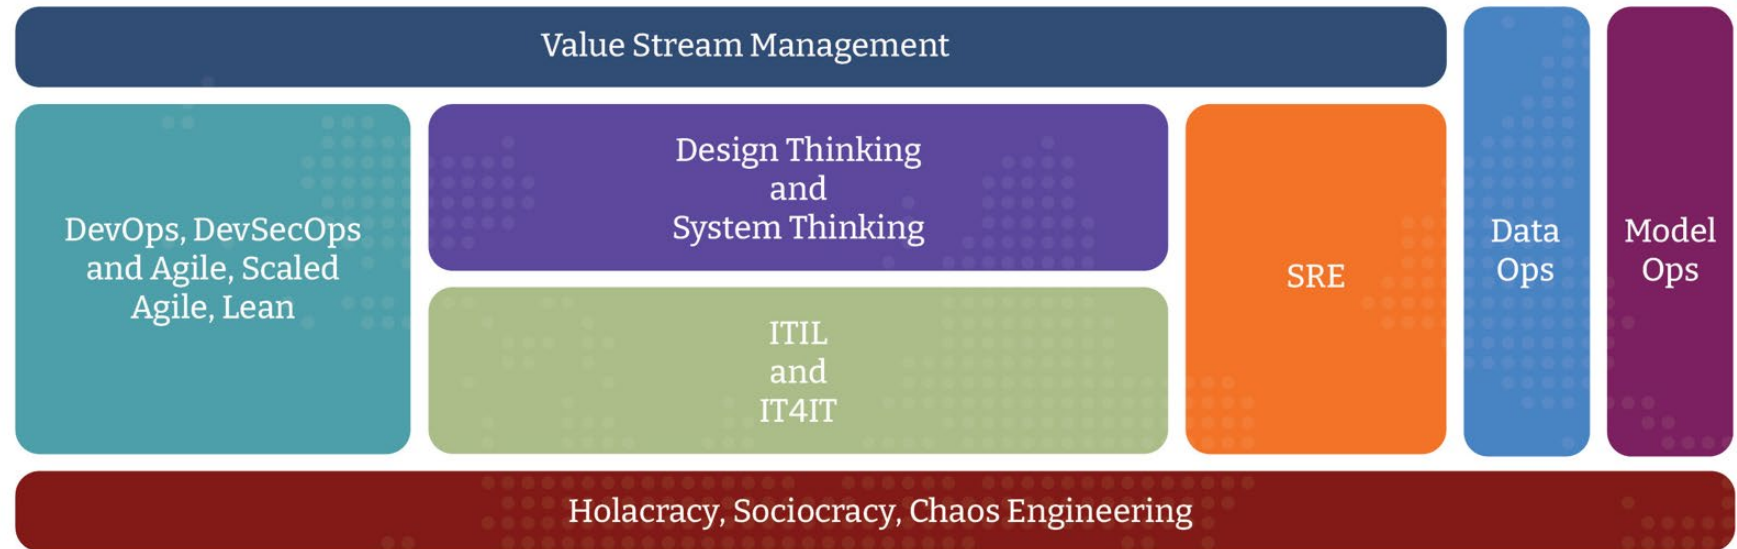 Value Stream Management
DevOps, DevSecOps
and Agile, Scaled
Agile, Lean
Design Thinking
and
System Thinking
ITIL
and
IT4IT
SRE
Data
Ops
Model
Ops
Holacracy, Sociocracy, Chaos Engineering